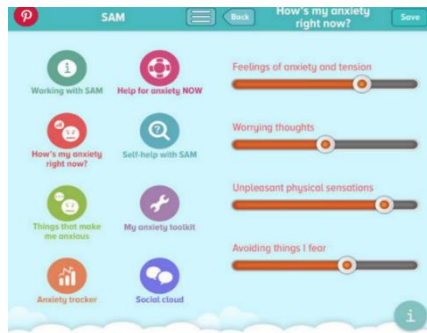 SAM
Back
How's my anxiety
right now?
Save
Working with SAM
Help for anxiety NOW
How's my anxiety
right now?
Self-help with SAM
Things that make
me anxious
My anxiety toolkit
Anxiety tracker
Social cloud
Feelings of anxiety and tension
Worrying thoughts
Unpleasant physical sensations
Avoiding things I fear